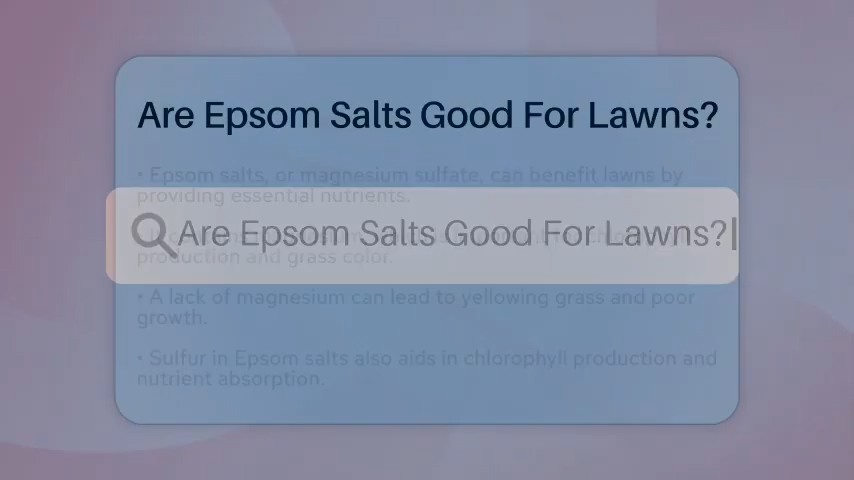 Are Epsom Salts Good For Lawns?
• Epsom salts, or magnesium sulfate, can benefit lawns by
providing essential nutrients.
Are Epsom Salts Good For Lawns?
production and grass color.
• A lack of magnesium can lead to yellowing grass and poor
growth.
• Sulfur in Epsom salts also aids in chlorophyll production and
nutrient absorption.